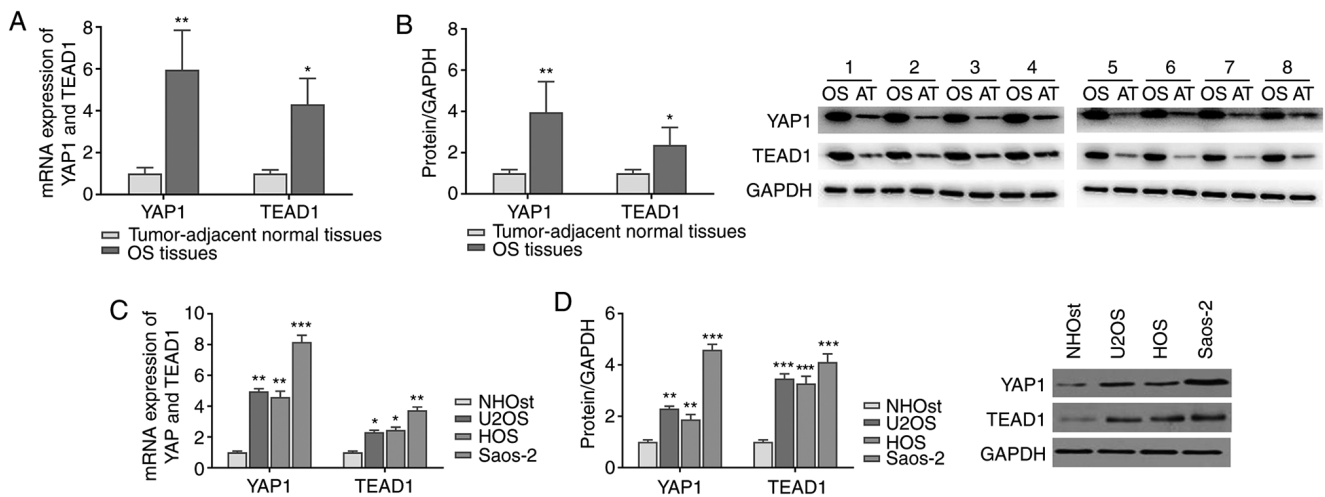 A
mRNA expression of
YAP1 and TEAD1
8
6
4
2
0
**
*
YAP1
TEAD1
Tumor-adjacent normal tissues
OS tissues
B
Protein/GAPDH
8
6
4
2
0
**
*
YAP1
TEAD1
Tumor-adjacent normal tissues
OS tissues
1 2 3 4 5 6 7 8
OS AT OS AT OS AT OS AT OS AT OS AT OS AT OS AT
YAP1
TEAD1
GAPDH
C
mRNA expression of
YAP and TEAD1
10
8
6
4
2
0
** ** ***
* * **
YAP1
TEAD1
NHOst
U2OS
HOS
Saos-2
D
Protein/GAPDH
6
4
2
0
** ** ***
*** *** ***
YAP1
TEAD1
NHOst
U2OS
HOS
Saos-2
NHOst
U2OS
HOS
Saos-2
YAP1
TEAD1
GAPDH